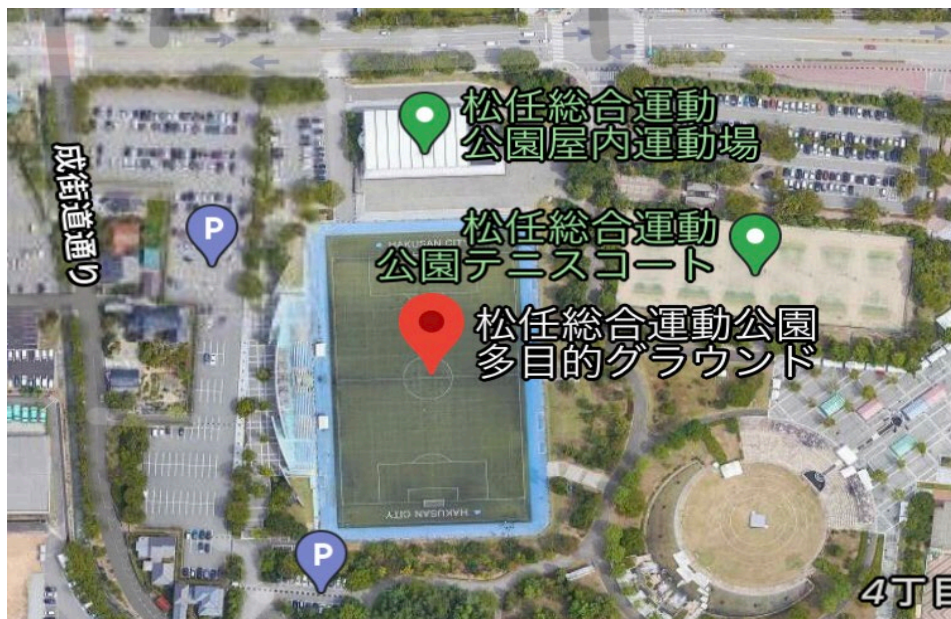 松任総合運動
公園屋内運動場
成街道通り
P
松任総合運動
公園テニスコート
HAKUSAN CITY
松任総合運動公園
多目的グラウンド
HAKUSAN CITY
P
4丁目